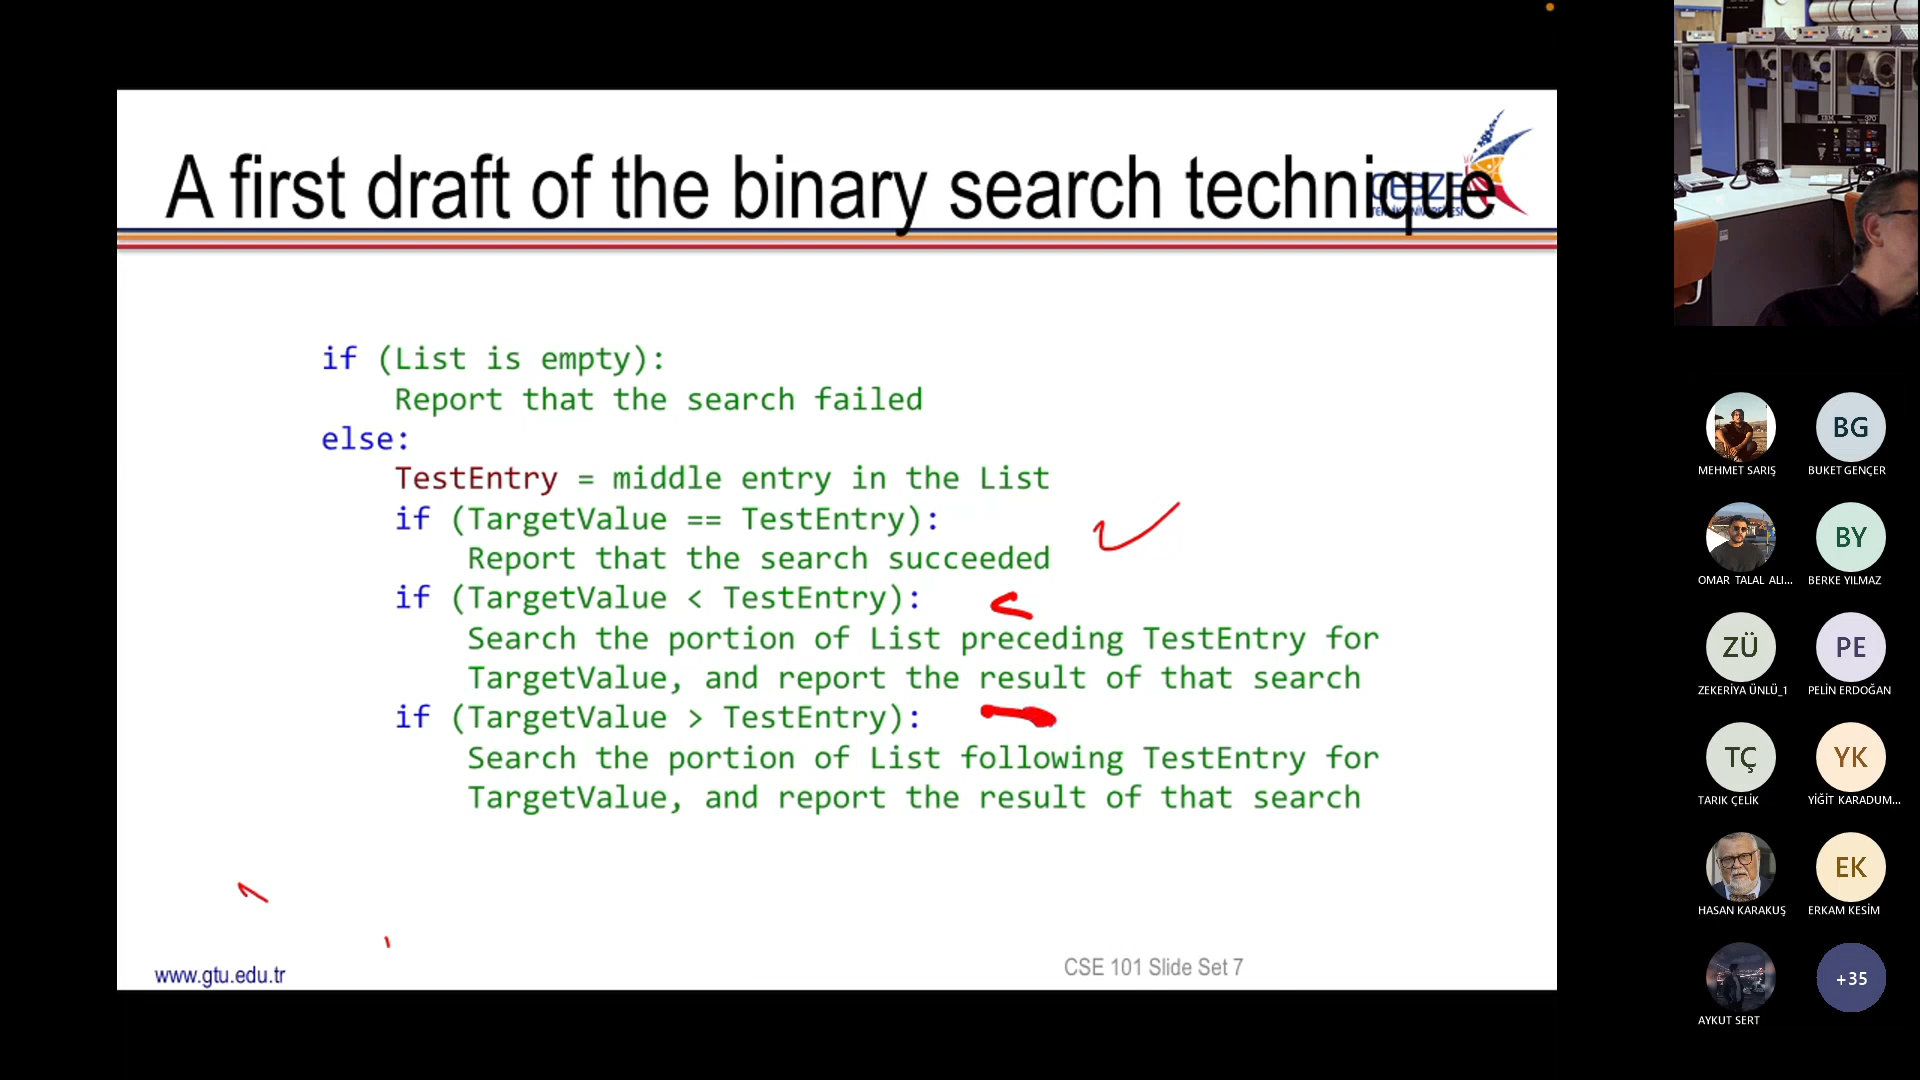 A first draft of the binary search technique
GEBZE
TEKNİK ÜNİVERSİTESİ
if (List is empty):
Report that the search failed
else:
TestEntry = middle entry in the List
if (TargetValue == TestEntry):
Report that the search succeeded
if (TargetValue < TestEntry):
Search the portion of List preceding TestEntry for
TargetValue, and report the result of that search
if (TargetValue > TestEntry):
Search the portion of List following TestEntry for
TargetValue, and report the result of that search
www.gtu.edu.tr
CSE 101 Slide Set 7
MEHMET SARIŞ
BG
BUKET GENÇER
OMAR TALAL ALI...
BY
BERKE YILMAZ
ZÜ
ZEKERİYA ÜNLÜ_1
PE
PELİN ERDOĞAN
TÇ
TARIK ÇELİK
YK
YİĞİT KARADUM...
HASAN KARAKUŞ
EK
ERKAM KESİM
AYKUT SERT
+35